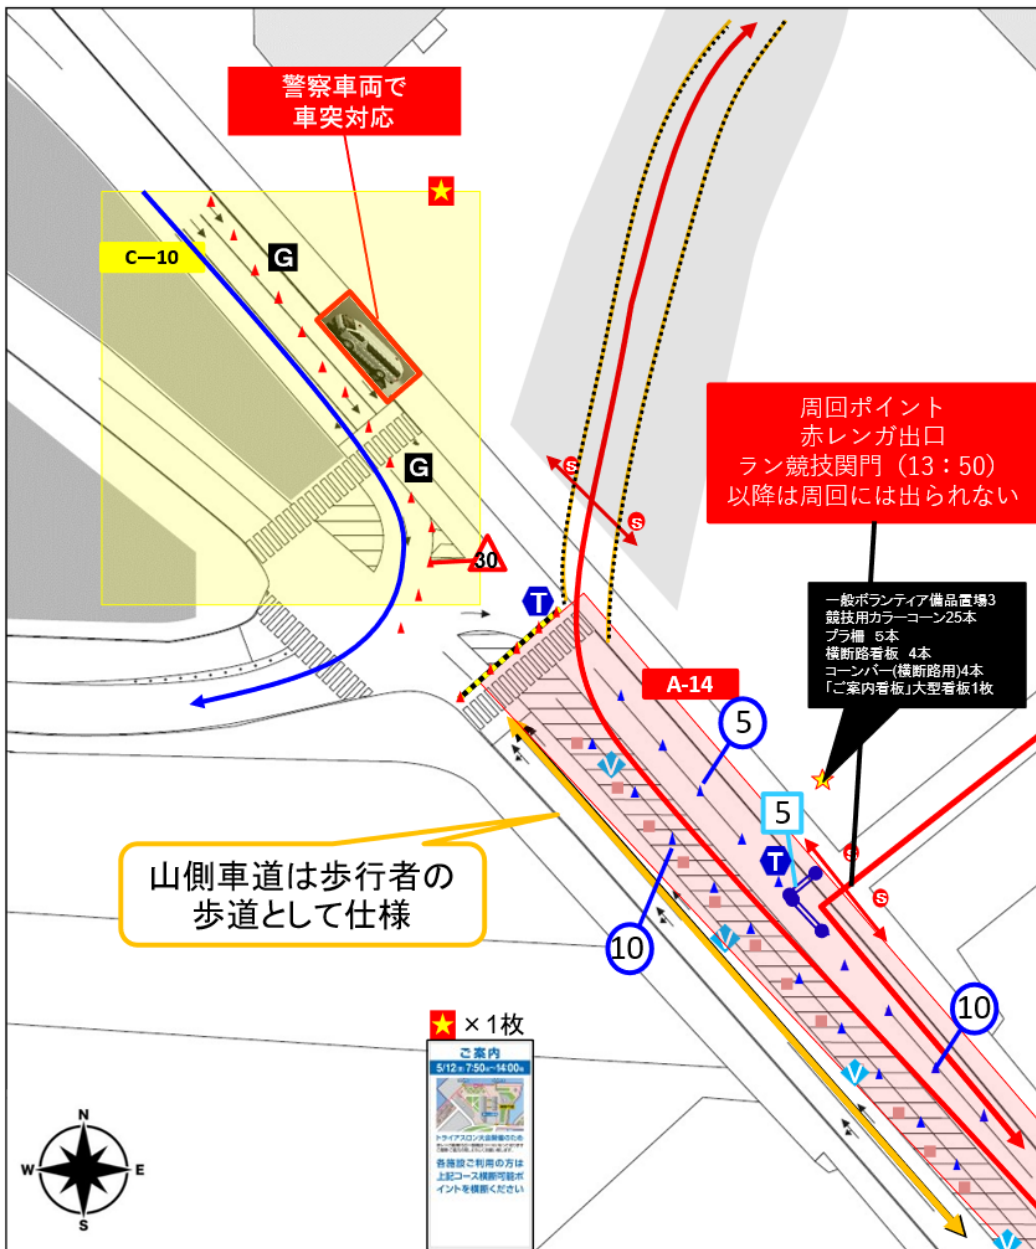 警察車両で
車突対応
C—10
G
G
30
S
S
周回ポイント
赤レンガ出口
ラン競技関門（13：50）
以降は周回には出られない
一般ボランティア備品置場3
競技用カラーコーン25本
プラ柵 5本
横断路看板 4本
コーンバー(横断路用)4本
「ご案内看板」大型看板1枚
T
A-14
5
V
5
T
S
S
山側車道は歩行者の
歩道として仕様
10
V
10
V
V
×1枚
ご案内
5/12 7:50～14:00
トライアスロン大会開催のため
各施設ご利用の方は
上記コース横断可能ポ
イントを横断ください
N
W
E
S